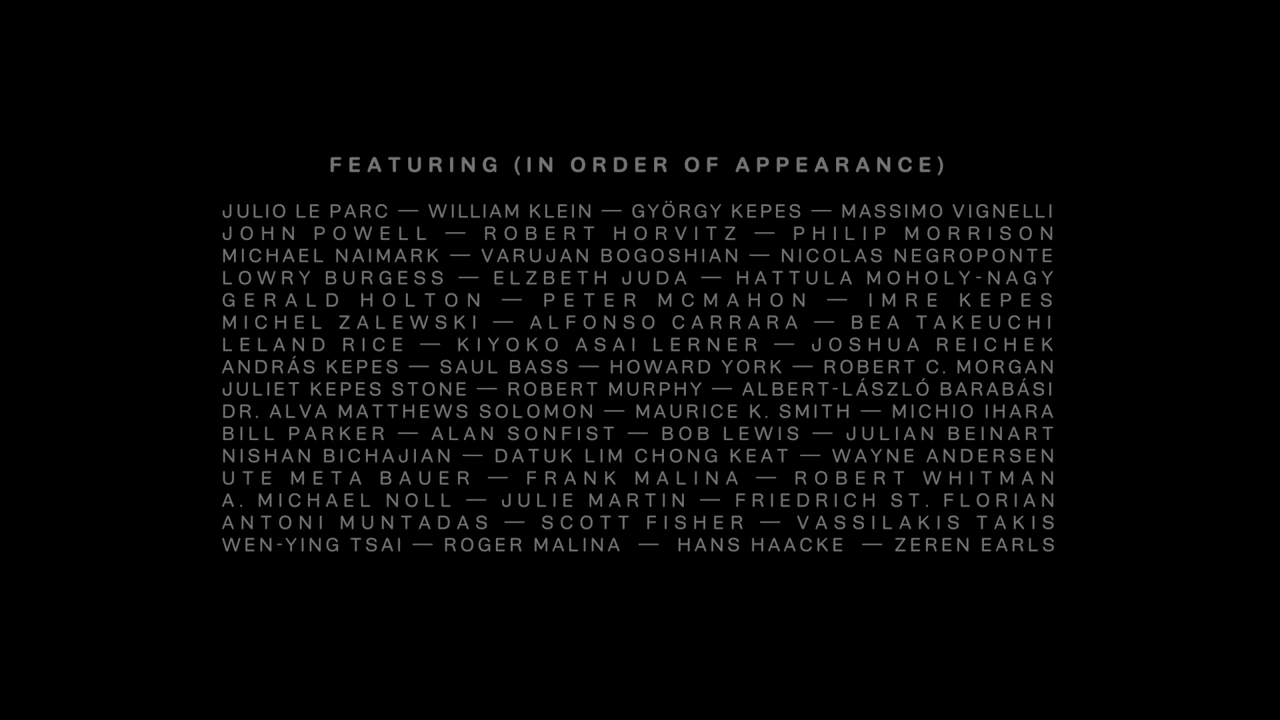 FEATURING (IN ORDER OF APPEARANCE)
JULIO LE PARC — WILLIAM KLEIN — GYÖRGY KEPES — MASSIMO VIGNELLI
JOHN POWELL — ROBERT HORVITZ — PHILIP MORRISON
MICHAEL NAIMARK — VARUJAN BOGOSHIAN — NICOLAS NEGROPONTE
LOWRY BURGESS — ELZBETH JUDA — HATTULA MOHOLY-NAGY
GERALD HOLTON — PETER MCMAHON — IMRE KEPES
MICHEL ZALEWSKI — ALFONSO CARRARA — BEA TAKEUCHI
LELAND RICE — KIYOKO ASAI LERNER — JOSHUA REICHEK
ANDRÁS KEPES — SAUL BASS — HOWARD YORK — ROBERT C. MORGAN
JULIET KEPES STONE — ROBERT MURPHY — ALBERT-LÁSZLÓ BARABÁSI
DR. ALVA MATTHEWS SOLOMON — MAURICE K. SMITH — MICHIO IHARA
BILL PARKER — ALAN SONFIST — BOB LEWIS — JULIAN BEINART
NISHAN BICHAJIAN — DATUK LIM CHONG KEAT — WAYNE ANDERSEN
UTE META BAUER — FRANK MALINA — ROBERT WHITMAN
A. MICHAEL NOLL — JULIE MARTIN — FRIEDRICH ST. FLORIAN
ANTONI MUNTADAS — SCOTT FISHER — VASSILAKIS TAKIS
WEN-YING TSAI — ROGER MALINA — HANS HAACKE — ZEREN EARLS